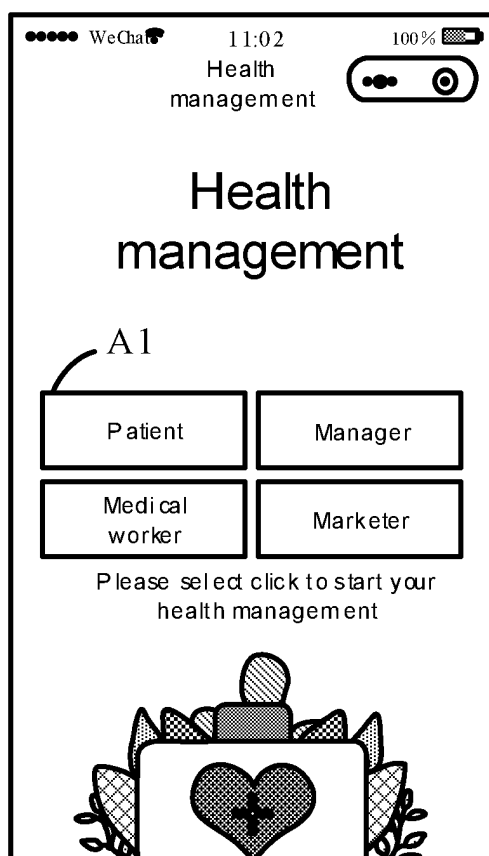 WeChat 11:02 100%
Health
management
Health
management
A1
Patient Manager
Medical
worker
Marketer
Please select click to start your
health management